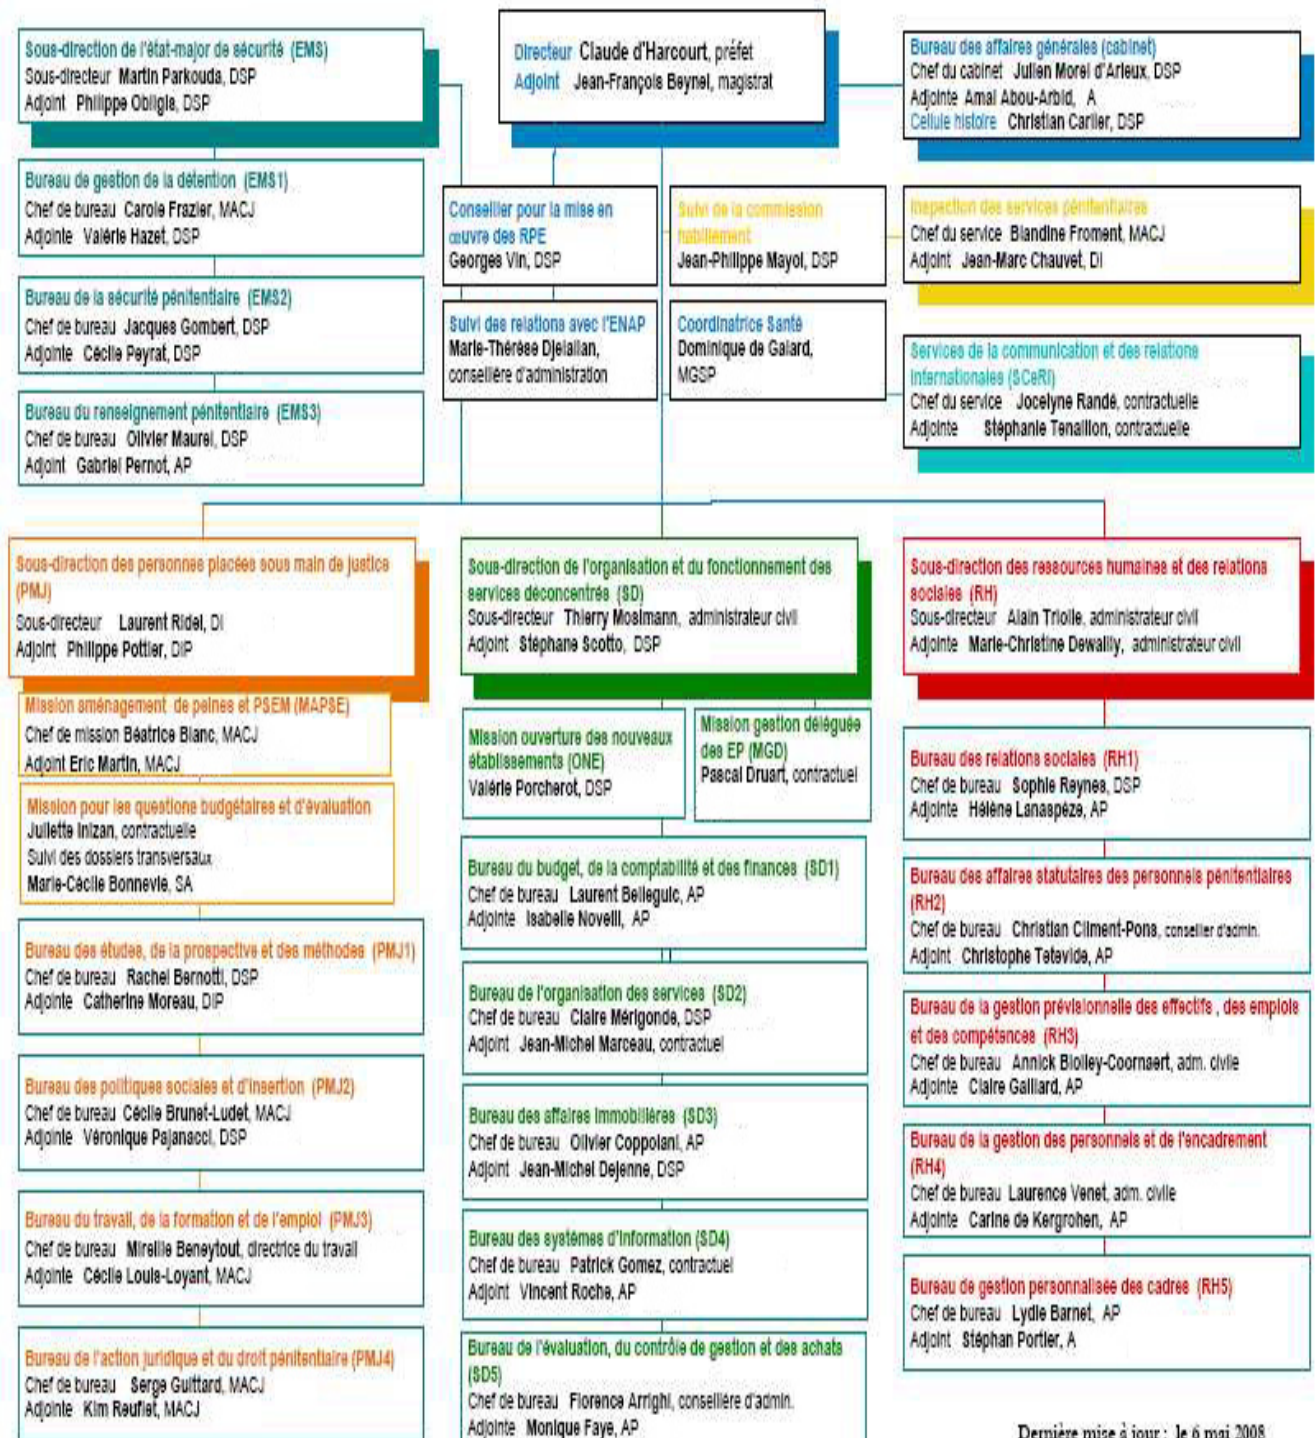 Sous-direction de l'état-major de sécurité (EMS)
Sous-directeur Martin Parkouda, DSP
Adjoint Philippe Obligis, DSP
Directeur Claude d'Harcourt, préfet
Adjoint Jean-François Beynel, magistrat
Bureau des affaires générales (cabinet)
Chef du cabinet Julien Morel d'Arleux, DSP
Adjointe Amal Abou-Arbid, A
Cellule histoire Christian Carlier, DSP
Bureau de gestion de la détention (EMS1)
Chef de bureau Carole Frazier, MACJ
Adjointe Valérie Hazet, DSP
Bureau de la sécurité pénitentiaire (EMS2)
Chef de bureau Jacques Gombert, DSP
Adjointe Cécile Peyrat, DSP
Bureau du renseignement pénitentiaire (EMS3)
Chef de bureau Olivier Maurel, DSP
Adjoint Gabriel Pernot, AP
Conseiller pour la mise en
œuvre des RPE
Georges Vin, DSP
Suivi de la commission
habillement
Jean-Philippe Mayol, DSP
Inspection des services pénitentiaires
Chef du service Blandine Froment, MACJ
Adjoint Jean-Marc Chauvet, DI
Suivi des relations avec l'ENAP
Marie-Thérèse Djelalian,
conseillère d'administration
Coordinatrice Santé
Dominique de Galard,
MGSP
Services de la communication et des relations
internationales (SCeRI)
Chef du service Jocelyne Randé, contractuelle
Adjointe Stéphanie Tenaillon, contractuelle
Sous-direction des personnes placées sous main de justice
(PMJ)
Sous-directeur Laurent Ridel, DI
Adjoint Philippe Pottier, DIP
Mission aménagement de peines et PSEM (MAPSE)
Chef de mission Béatrice Blanc, MACJ
Adjoint Eric Martin, MACJ
Mission pour les questions budgétaires et d'évaluation
Juliette Inizan, contractuelle
Suivi des dossiers transversaux
Marie-Cécile Bonnevie, SA
Bureau des études, de la prospective et des méthodes (PMJ1)
Chef de bureau Rachel Bernotti, DSP
Adjointe Catherine Moreau, DIP
Bureau des politiques sociales et d'insertion (PMJ2)
Chef de bureau Cécile Brunet-Ludet, MACJ
Adjointe Véronique Pajanacci, DSP
Bureau du travail, de la formation et de l'emploi (PMJ3)
Chef de bureau Mireille Beneytout, directrice du travail
Adjointe Cécile Louis-Loyant, MACJ
Bureau de l'action juridique et du droit pénitentiaire (PMJ4)
Chef de bureau Serge Guittard, MACJ
Adjointe Kim Reuflet, MACJ
Sous-direction de l'organisation et du fonctionnement des
services déconcentrés (SD)
Sous-directeur Thierry Mosimann, administrateur civil
Adjoint Stéphane Scotto, DSP
Mission ouverture des nouveaux
établissements (ONE)
Valérie Porcherot, DSP
Mission gestion déléguée
des EP (MGD)
Pascal Druart, contractuel
Bureau du budget, de la comptabilité et des finances (SD1)
Chef de bureau Laurent Belleguic, AP
Adjointe Isabelle Novelli, AP
Bureau de l'organisation des services (SD2)
Chef de bureau Claire Mérigonde, DSP
Adjoint Jean-Michel Marceau, contractuel
Bureau des affaires immobilières (SD3)
Chef de bureau Olivier Coppolani, AP
Adjoint Jean-Michel Dejenne, DSP
Bureau des systèmes d'information (SD4)
Chef de bureau Patrick Gomez, contractuel
Adjoint Vincent Roche, AP
Bureau de l'évaluation, du contrôle de gestion et des achats
(SD5)
Chef de bureau Florence Arrighi, conseillère d'admin.
Adjointe Monique Faye, AP
Sous-direction des ressources humaines et des relations
sociales (RH)
Sous-directeur Alain Triolle, administrateur civil
Adjointe Marie-Christine Dewailly, administrateur civil
Bureau des relations sociales (RH1)
Chef de bureau Sophie Reynes, DSP
Adjointe Hélène Lanaspèze, AP
Bureau des affaires statutaires des personnels pénitentiaires
(RH2)
Chef de bureau Christian Climent-Pons, conseiller d'admin.
Adjoint Christophe Tetevide, AP
Bureau de la gestion prévisionnelle des effectifs , des emplois
et des compétences (RH3)
Chef de bureau Annick Biolley-Coornaert, adm. civile
Adjointe Claire Gaillard, AP
Bureau de la gestion des personnels et de l'encadrement
(RH4)
Chef de bureau Laurence Venet, adm. civile
Adjointe Carine de Kergrohen, AP
Bureau de gestion personnalisée des cadres (RH5)
Chef de bureau Lydie Barnet, AP
Adjoint Stéphan Portier, A
Dernière mise à jour : le 6 mai 2008